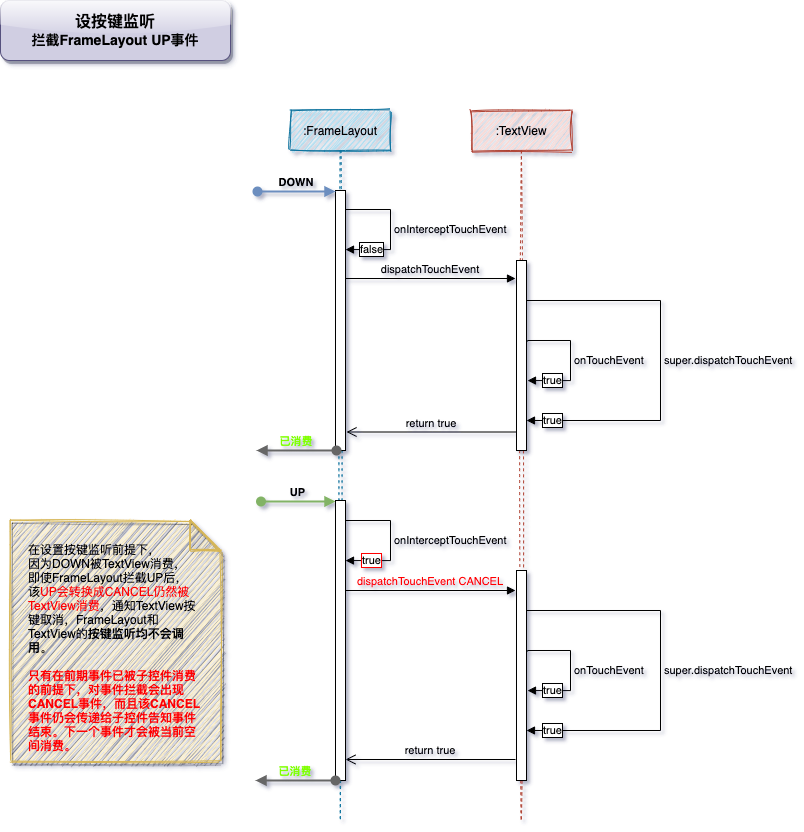 设按键监听
拦截FrameLayout UP事件
:FrameLayout
:TextView
DOWN
onInterceptTouchEvent
false
dispatchTouchEvent
onTouchEvent
super.dispatchTouchEvent
true
true
return true
已消费
UP
onInterceptTouchEvent
true
dispatchTouchEvent CANCEL
onTouchEvent
super.dispatchTouchEvent
true
true
return true
已消费
在设置按键监听前提下，
因为DOWN被TextView消费，
即使FrameLayout拦截UP后，
该UP会转换成CANCEL仍然被
TextView消费，通知TextView按
键取消，FrameLayout和
TextView的按键监听均不会调
用。
只有在前期事件已被子控件消费
的前提下，对事件拦截会出现
CANCEL事件，而且该CANCEL
事件仍会传递给子控件告知事件
结束。下一个事件才会被当前空
间消费。